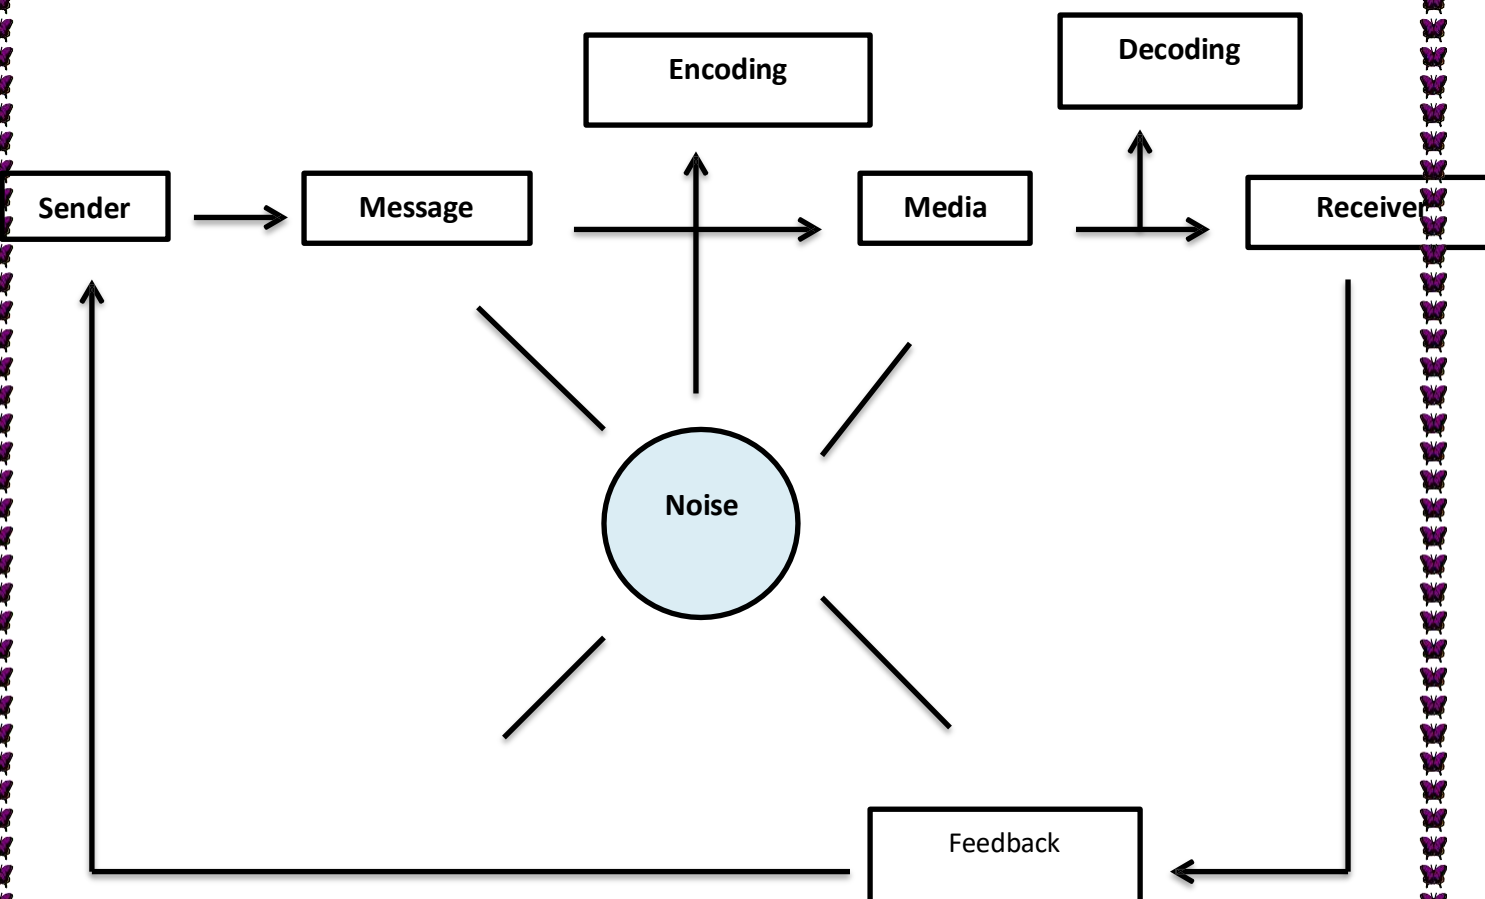 Encoding
Decoding
Sender
Message
Media
Receiver
Noise
Feedback